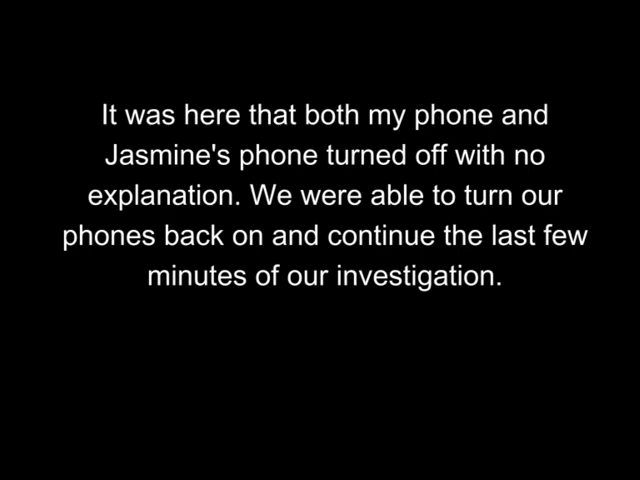 It was here that both my phone and
Jasmine's phone turned off with no
explanation. We were able to turn our
phones back on and continue the last few
minutes of our investigation.